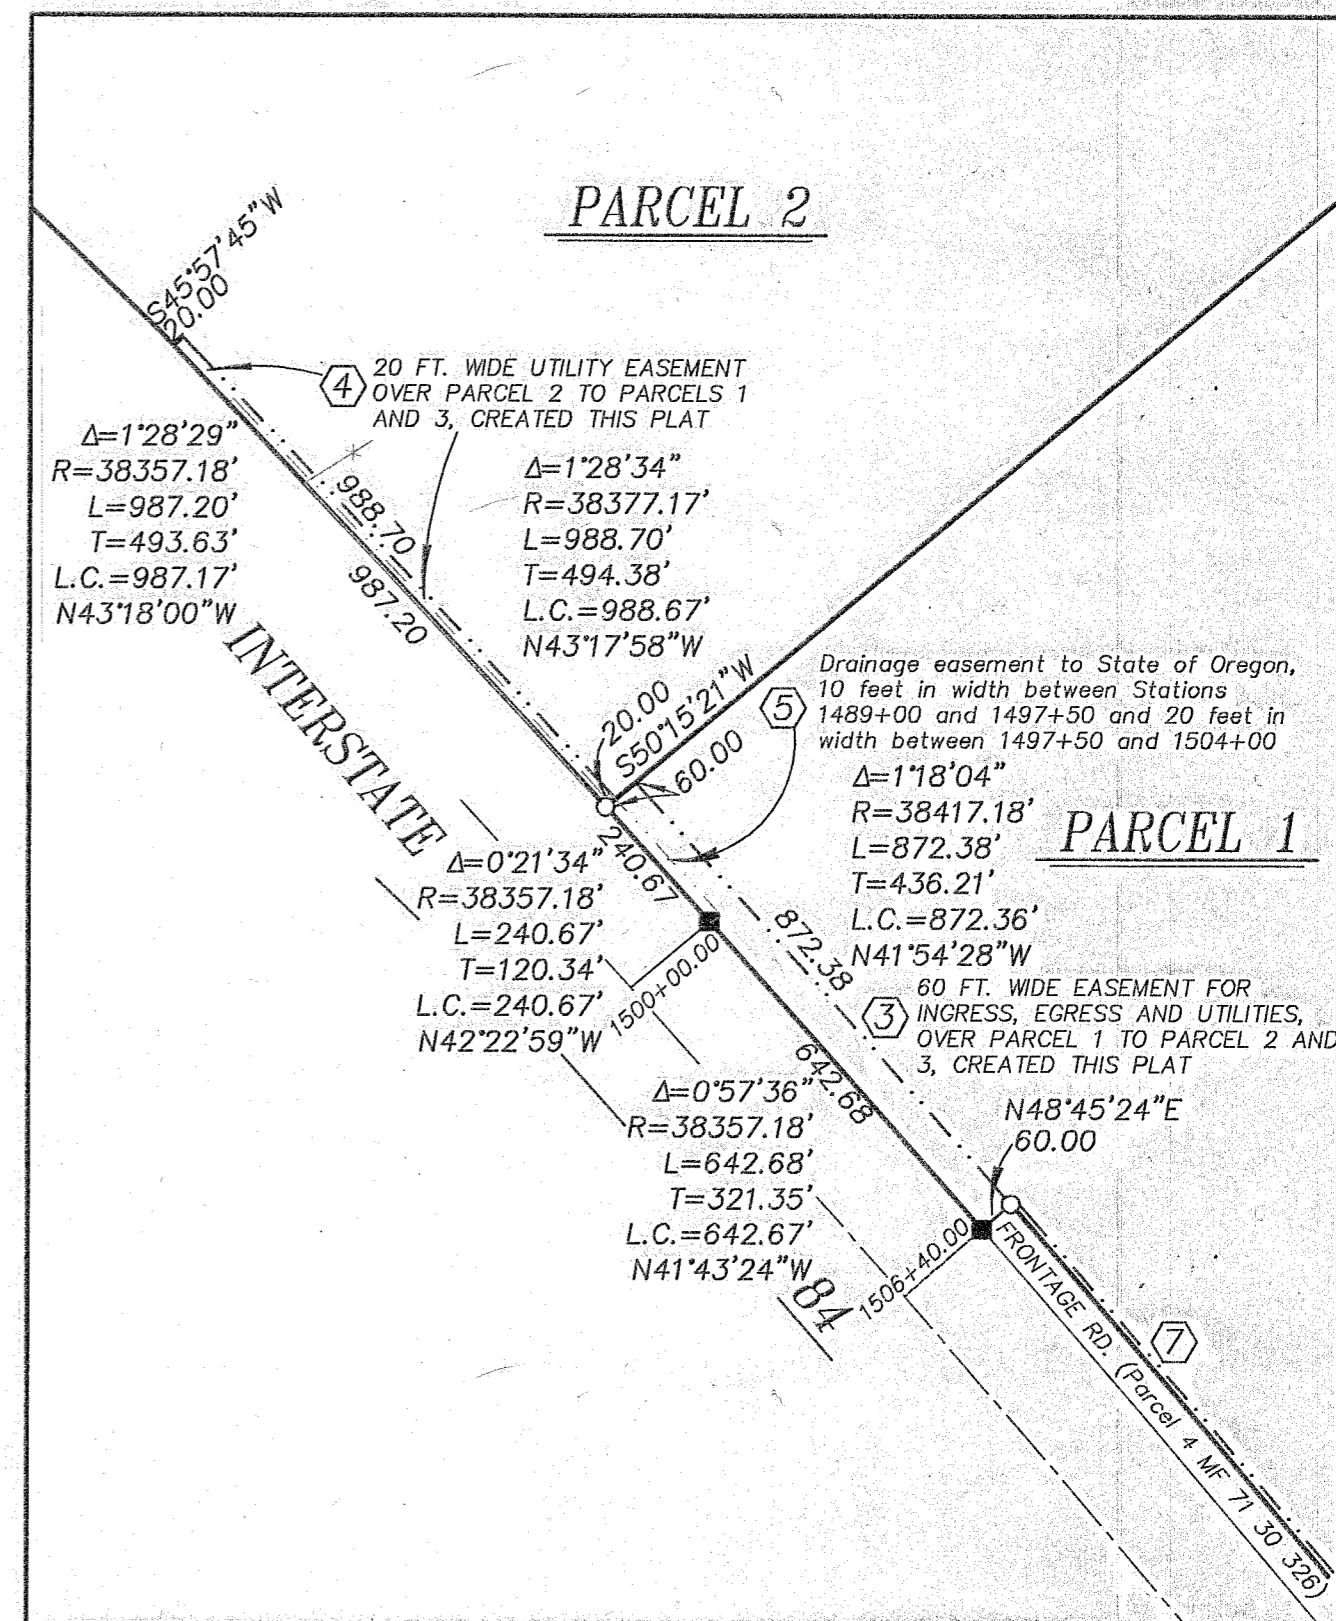 PARCEL 2
S45°57'45"W
20.00
4
20 FT. WIDE UTILITY EASEMENT
OVER PARCEL 2 TO PARCELS 1
AND 3, CREATED THIS PLAT
Δ=1°28'29"
R=38357.18'
L=987.20'
T=493.63'
L.C.=987.17'
N43°18'00"W
988.70
987.20
Δ=1°28'34"
R=38377.17'
L=988.70'
T=494.38'
L.C.=988.67'
N43°17'58"W
INTERSTATE
20.00
S50°15'21"W
60.00
5
Drainage easement to State of Oregon,
10 feet in width between Stations
1489+00 and 1497+50 and 20 feet in
width between 1497+50 and 1504+00
Δ=1°18'04"
R=38417.18'
L=872.38'
T=436.21'
L.C.=872.36'
N41°54'28"W
PARCEL 1
240.67
Δ=0°21'34"
R=38357.18'
L=240.67'
T=120.34'
L.C.=240.67'
N42°22'59"W
1500+00.00
872.38
642.68
3
60 FT. WIDE EASEMENT FOR
INGRESS, EGRESS AND UTILITIES,
OVER PARCEL 1 TO PARCEL 2 AND
3, CREATED THIS PLAT
Δ=0°57'36"
R=38357.18'
L=642.68'
T=321.35'
L.C.=642.67'
N41°43'24"W
N48°45'24"E
60.00
84
1506+40.00
FRONTAGE RD. (Parcel 4 MF 71 30 326)
7